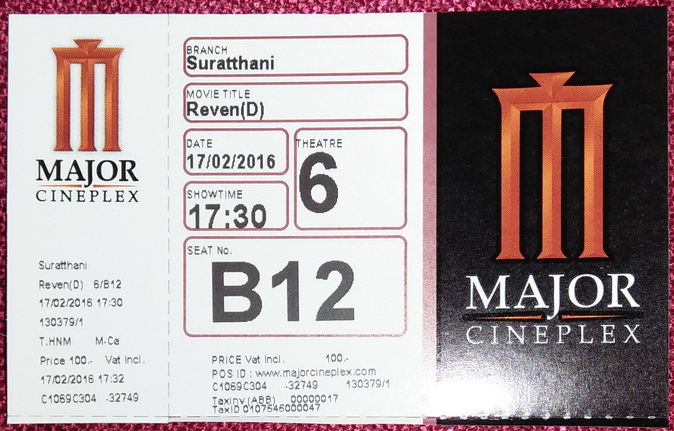 MAJOR
CINEPLEX
Suratthani
Reven(D) 6/B12
17/02/2016 17:30
130379/1
T.HNM M-Ca
Price 100.- Vat Incl.
17/02/2016 17:32
C1069C304 -32749
BRANCH
Suratthani
MOVIE TITLE
Reven(D)
DATE
17/02/2016
THEATRE
6
SHOWTIME
17:30
SEAT No.
B12
PRICE Vat Incl. 100.-
POS ID : www.majorcineplex.com
C1069C304 -32749 130379/1
TaxInv.(ABB) 00000017
TaxID 0107545000047
MAJOR
CINEPLEX